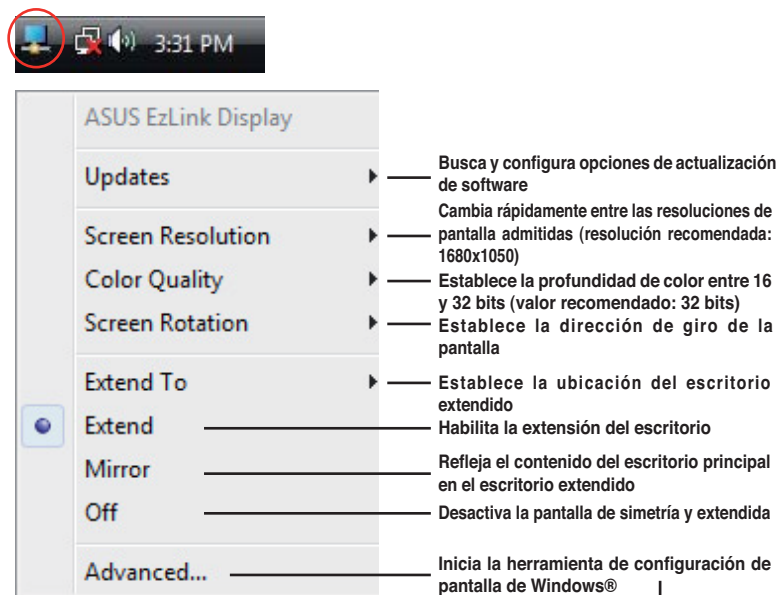 3:31 PM
ASUS EzLink Display
Updates
Busca y configura opciones de actualización
de software
Screen Resolution
Cambia rápidamente entre las resoluciones de
pantalla admitidas (resolución recomendada:
1680x1050)
Color Quality
Establece la profundidad de color entre 16
y 32 bits (valor recomendado: 32 bits)
Screen Rotation
Establece la dirección de giro de la
pantalla
Extend To
Establece la ubicación del escritorio
extendido
Extend
Habilita la extensión del escritorio
Mirror
Refleja el contenido del escritorio principal
en el escritorio extendido
Off
Desactiva la pantalla de simetría y extendida
Advanced...
Inicia la herramienta de configuración de
pantalla de Windows®